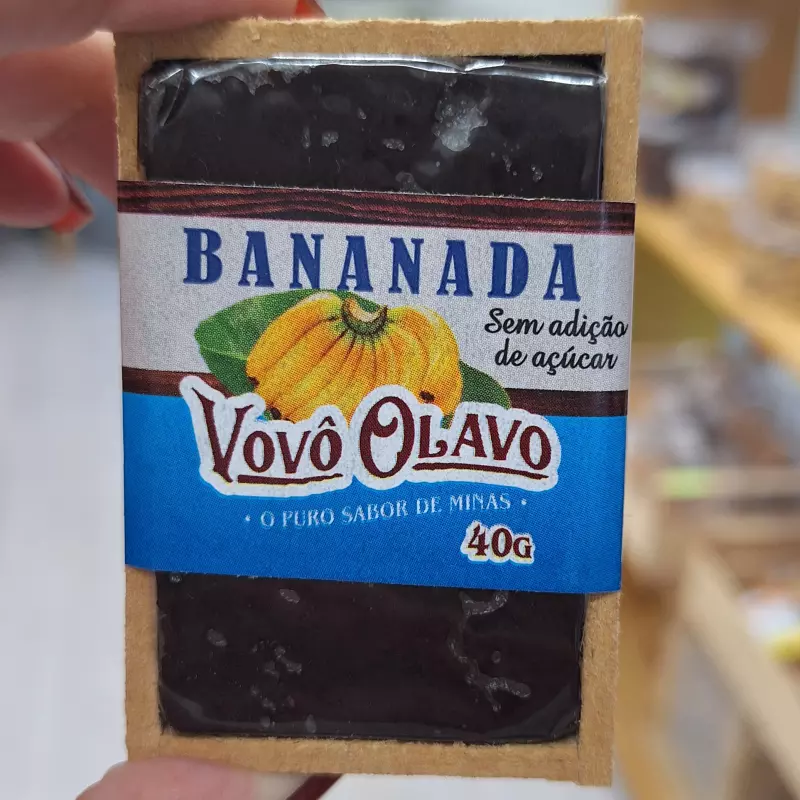 BANANADA
Sem adição
de açúcar
VOVÔ OLAVO
• O PURO SABOR DE MINAS •
40G